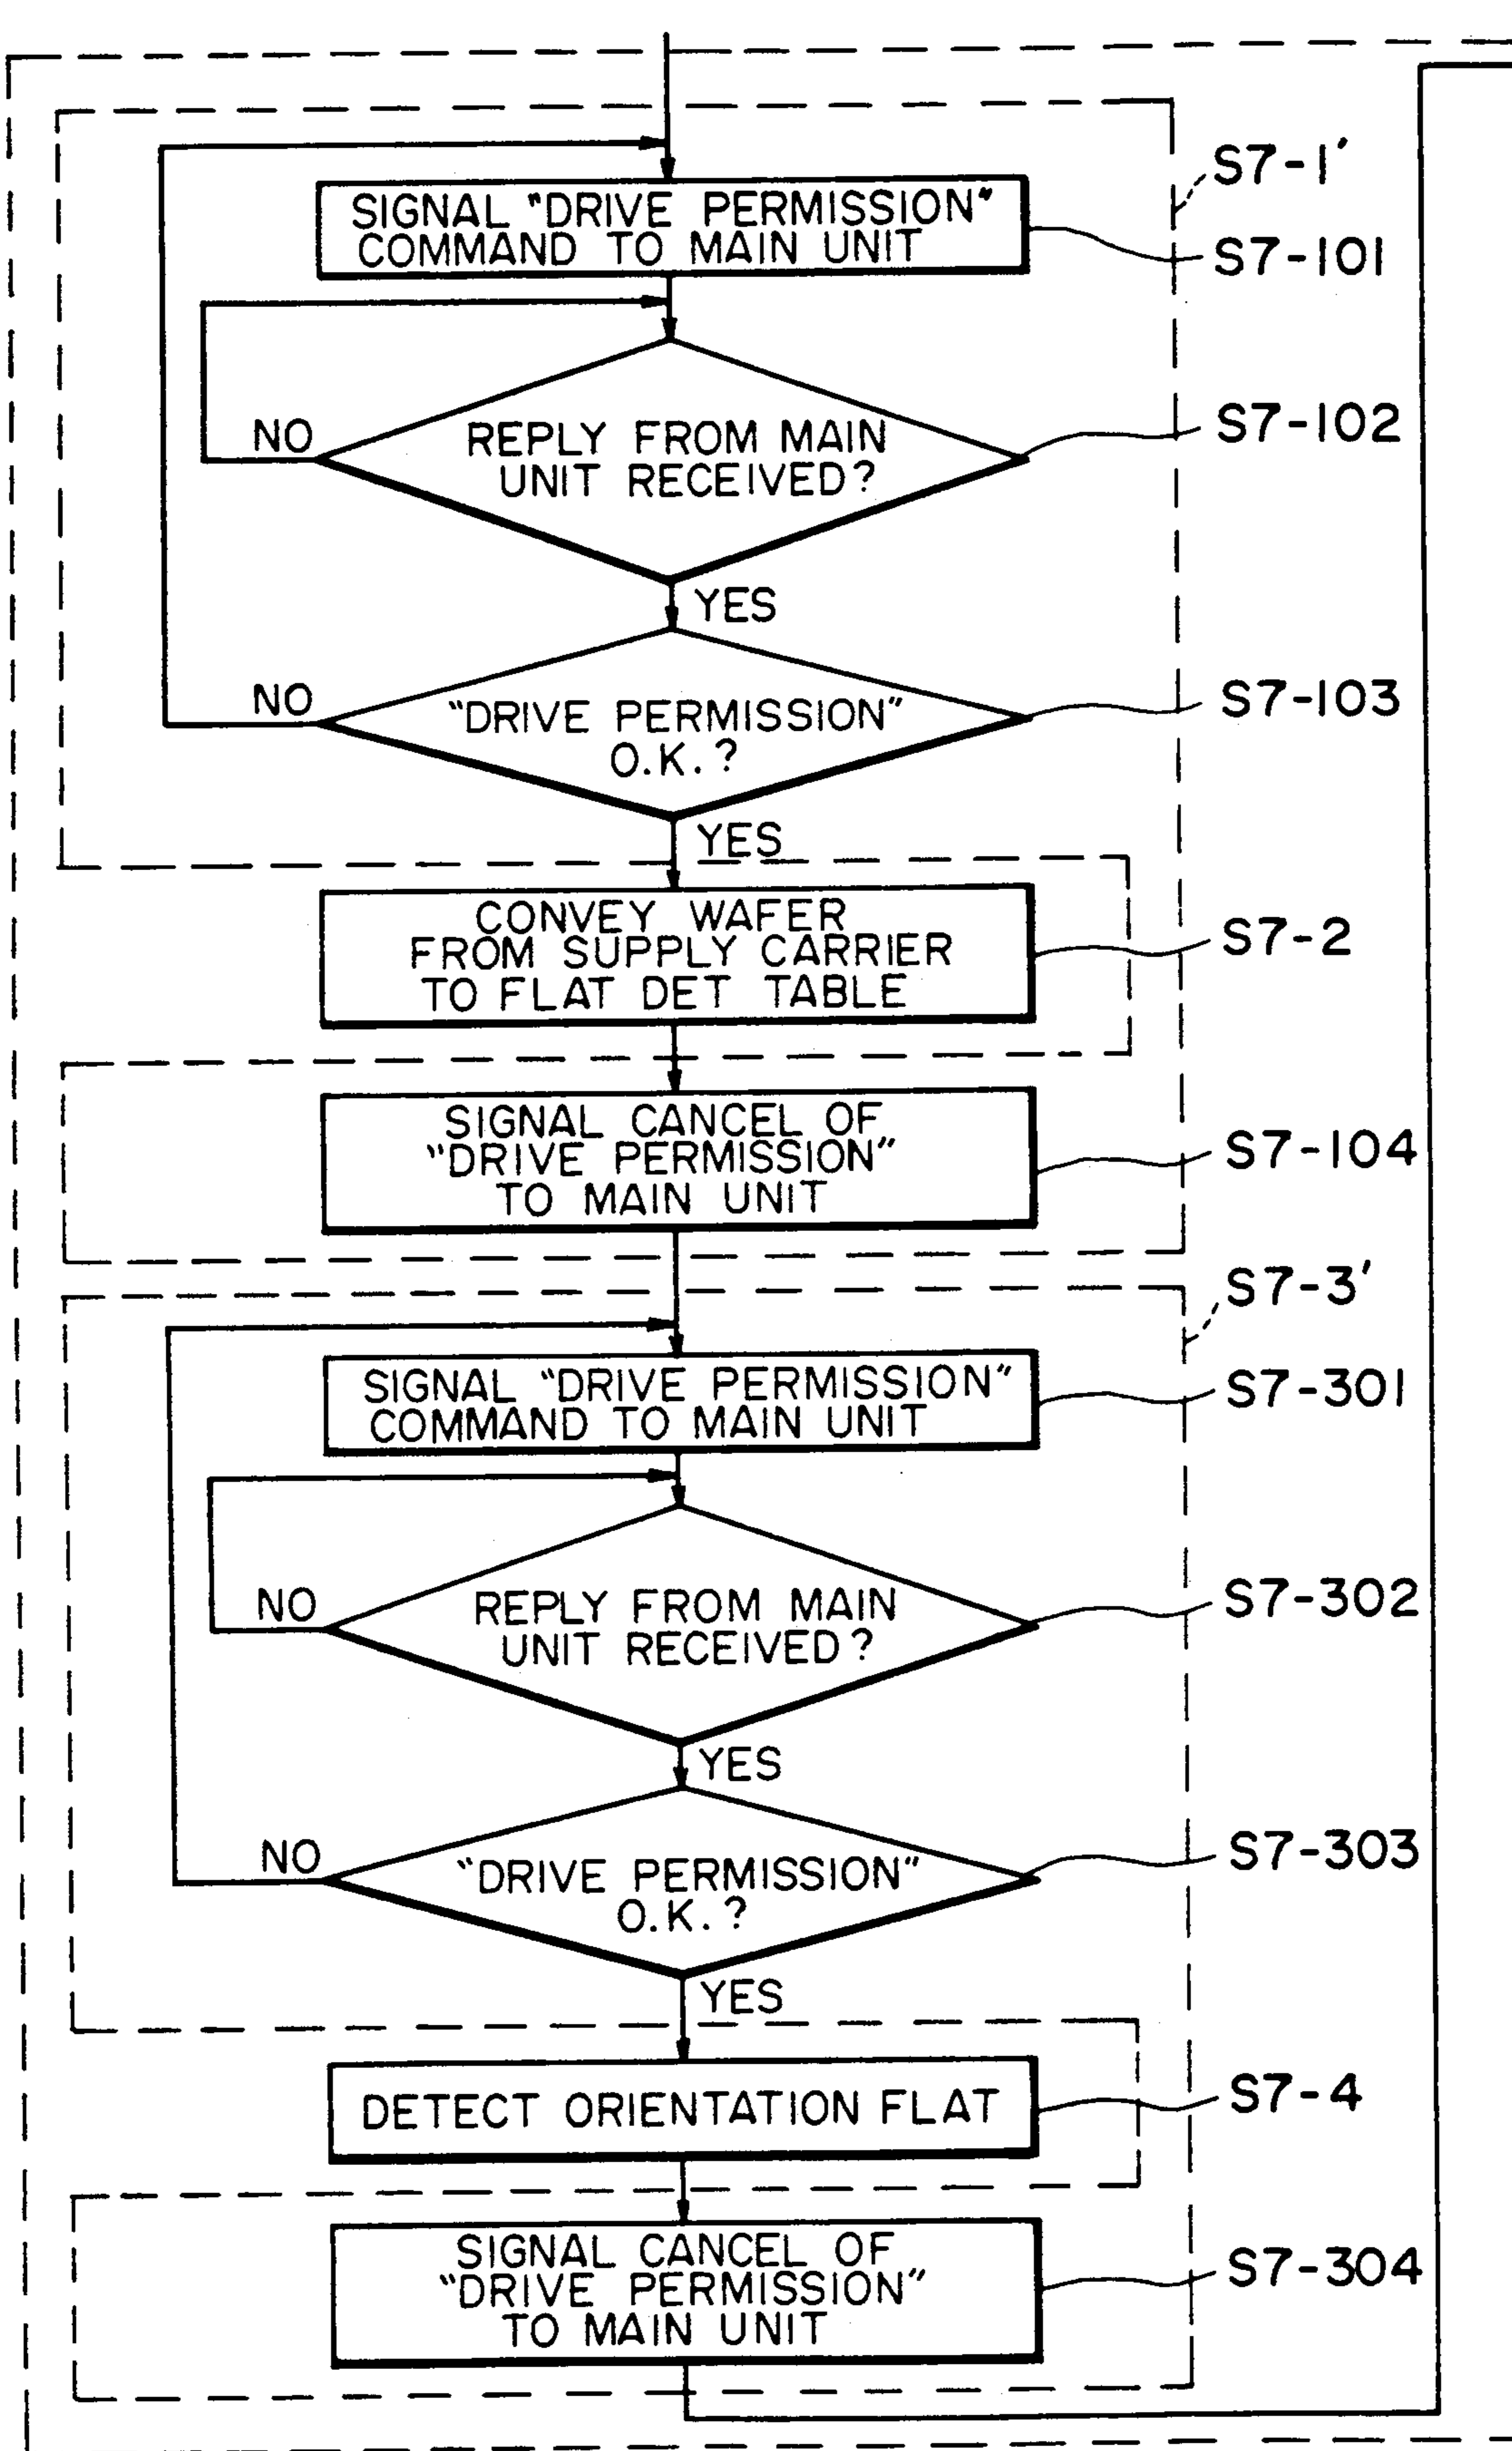 S7-1'
SIGNAL "DRIVE PERMISSION"
COMMAND TO MAIN UNIT
S7-101
NO
REPLY FROM MAIN
UNIT RECEIVED?
S7-102
YES
NO
"DRIVE PERMISSION"
O.K.?
S7-103
YES
CONVEY WAFER
FROM SUPPLY CARRIER
TO FLAT DET TABLE
S7-2
SIGNAL CANCEL OF
"DRIVE PERMISSION"
TO MAIN UNIT
S7-104
S7-3'
SIGNAL "DRIVE PERMISSION"
COMMAND TO MAIN UNIT
S7-301
NO
REPLY FROM MAIN
UNIT RECEIVED?
S7-302
YES
NO
"DRIVE PERMISSION"
O.K.?
S7-303
YES
DETECT ORIENTATION FLAT
S7-4
SIGNAL CANCEL OF
"DRIVE PERMISSION"
TO MAIN UNIT
S7-304